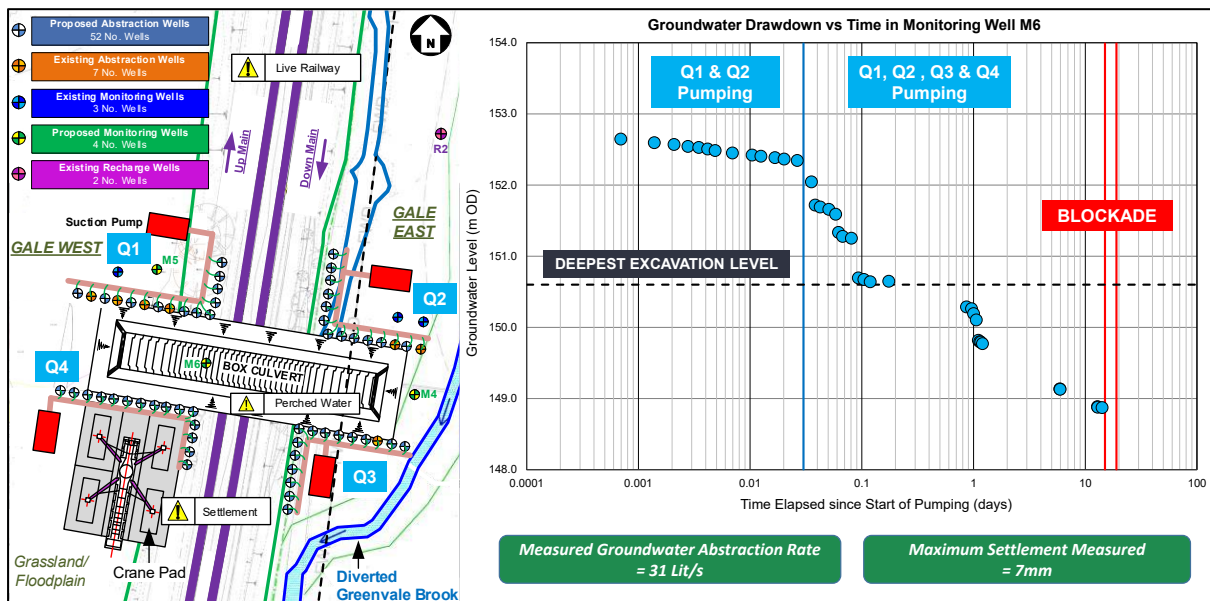 Proposed Abstraction Wells
52 No. Wells
Existing Abstraction Wells
7 No. Wells
Existing Monitoring Wells
3 No. Wells
Proposed Monitoring Wells
4 No. Wells
Existing Recharge Wells
2 No. Wells
N
Live Railway
Up Main
Down Main
R2
Suction Pump
GALE WEST
GALE
EAST
Q1
M5
Q2
Q4
M6
BOX CULVERT
M4
Perched Water
Q3
Settlement
Grassland/
Floodplain
Crane Pad
Diverted
Greenvale Brook
Groundwater Drawdown vs Time in Monitoring Well M6
Groundwater Level (m OD)
154.0
153.0
152.0
151.0
150.0
149.0
148.0
Q1 & Q2
Pumping
Q1, Q2 , Q3 & Q4
Pumping
BLOCKADE
DEEPEST EXCAVATION LEVEL
0.0001
0.001
0.01
0.1
1
10
100
Time Elapsed since Start of Pumping (days)
Measured Groundwater Abstraction Rate
= 31 Lit/s
Maximum Settlement Measured
= 7mm